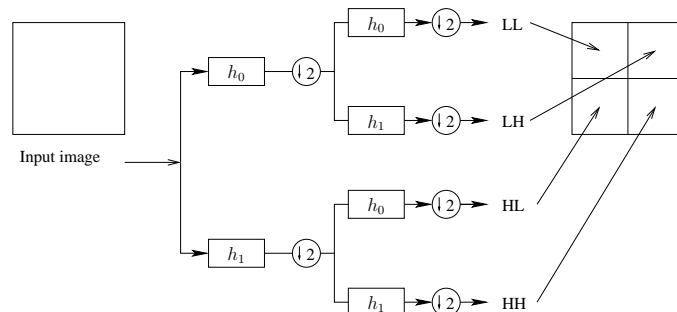 h₀ ↓2 LL
h₀ ↓2
h₁ ↓2 LH
Input image
h₀ ↓2 HL
h₁ ↓2
h₁ ↓2 HH